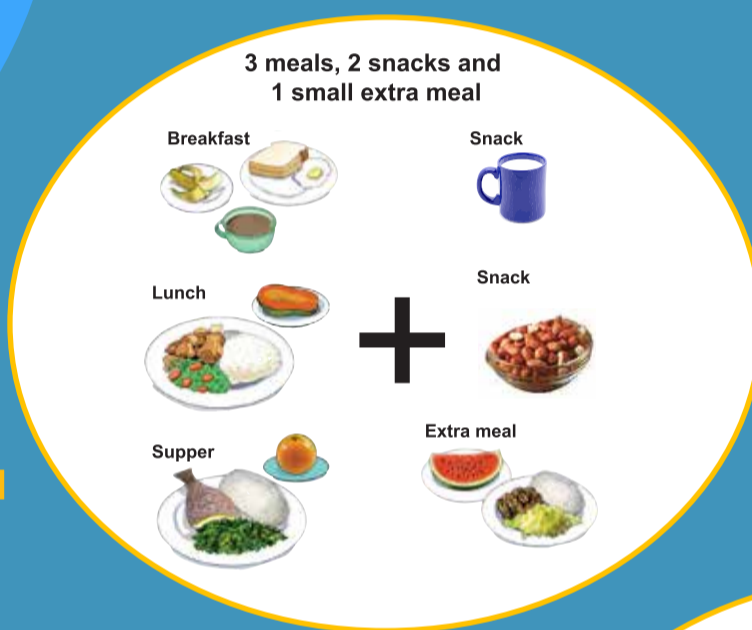 3 meals, 2 snacks and
1 small extra meal
Breakfast
Snack
Lunch
Snack
Supper
Extra meal